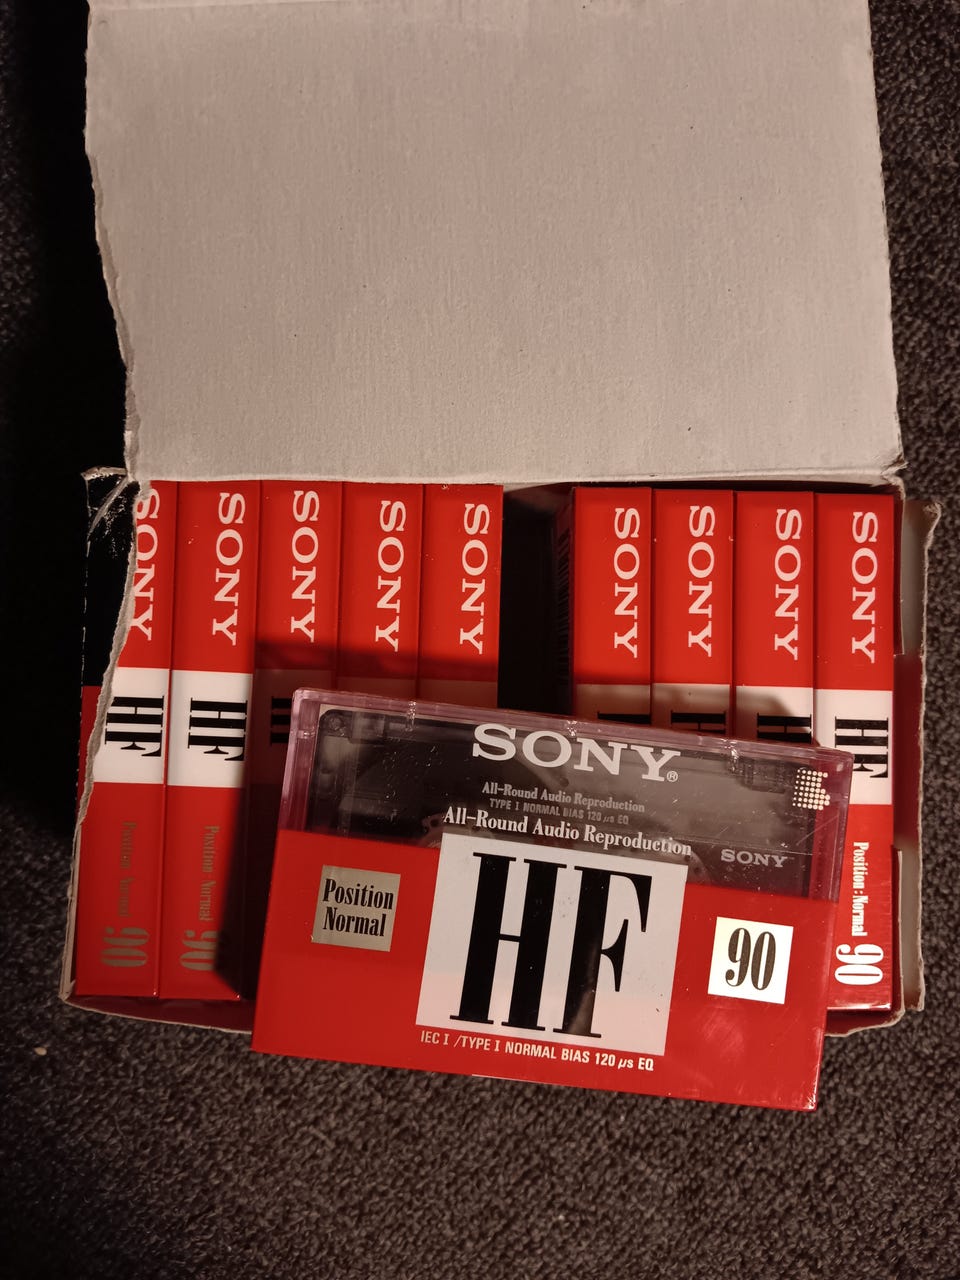 SONY
HF
Position : Normal
90
SONY
HF
Position : Normal
90
SONY
SONY
SONY
SONY
SONY
SONY
SONY
HF
Position : Normal
90
SONY®
All-Round Audio Reproduction
TYPE I NORMAL BIAS 120 µs EQ
All-Round Audio Reproduction
SONY
Position
Normal
HF
90
IEC I /TYPE I NORMAL BIAS 120 µs EQ